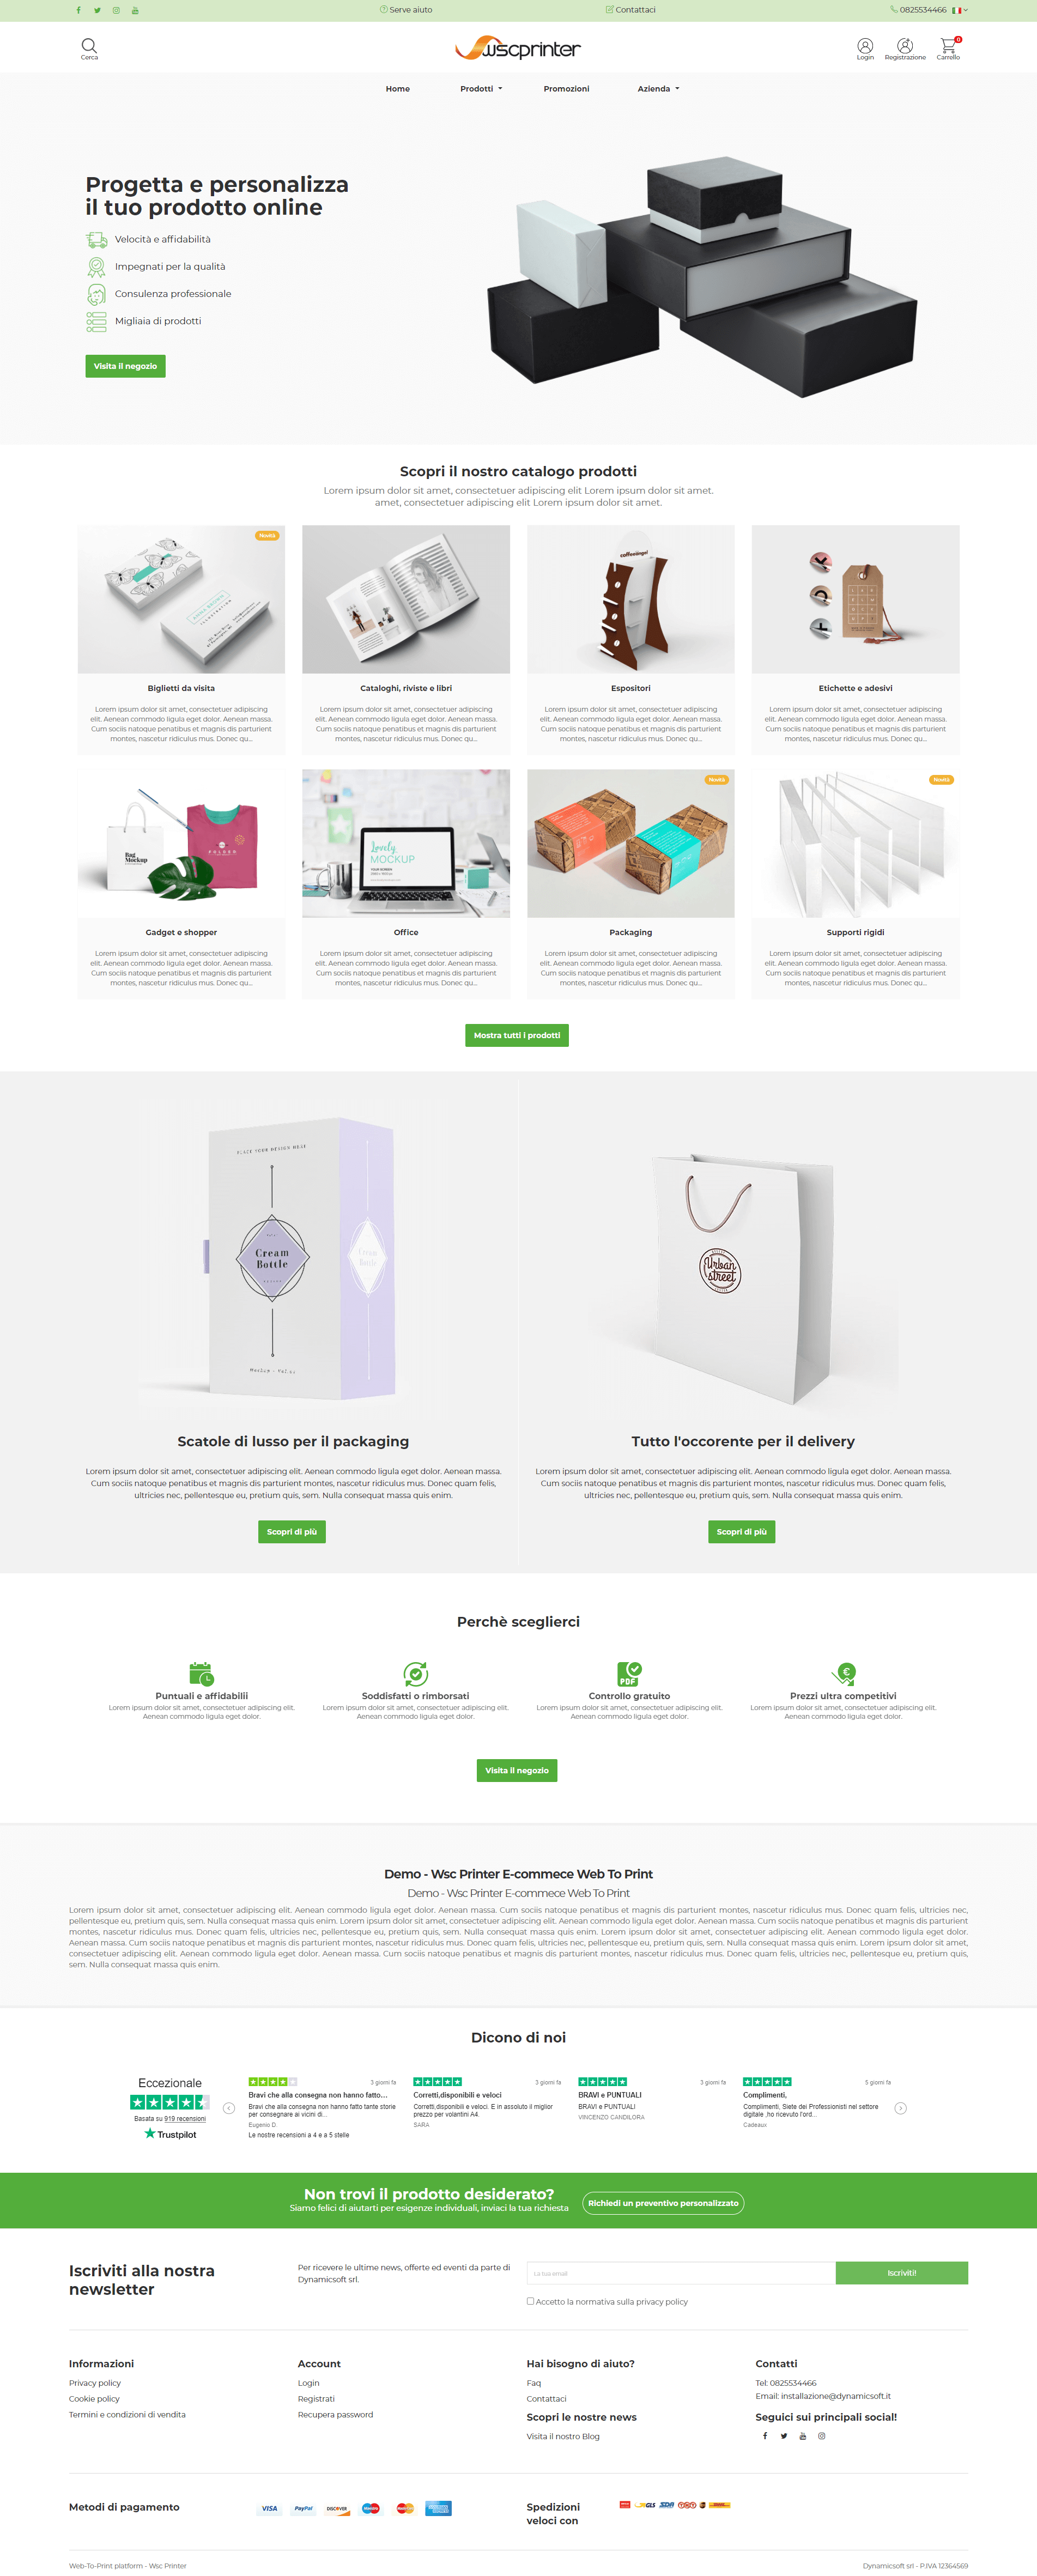 Serve aiuto
Contattaci
0825534466
Cerca
wscprinter
Login
Registrazione
0
Carrello
Home
Prodotti
Promozioni
Azienda
Progetta e personalizza
il tuo prodotto online
Velocità e affidabilità
Impegnati per la qualità
Consulenza professionale
Migliaia di prodotti
Visita il negozio
Scopri il nostro catalogo prodotti
Lorem ipsum dolor sit amet, consectetuer adipiscing elit Lorem ipsum dolor sit amet.
amet, consectetuer adipiscing elit Lorem ipsum dolor sit amet.
Novità
coffeeángel
Biglietti da visita
Lorem ipsum dolor sit amet, consectetuer adipiscing
elit. Aenean commodo ligula eget dolor. Aenean massa.
Cum sociis natoque penatibus et magnis dis parturient
montes, nascetur ridiculus mus. Donec qu...
Cataloghi, riviste e libri
Lorem ipsum dolor sit amet, consectetuer adipiscing
elit. Aenean commodo ligula eget dolor. Aenean massa.
Cum sociis natoque penatibus et magnis dis parturient
montes, nascetur ridiculus mus. Donec qu...
Espositori
Lorem ipsum dolor sit amet, consectetuer adipiscing
elit. Aenean commodo ligula eget dolor. Aenean massa.
Cum sociis natoque penatibus et magnis dis parturient
montes, nascetur ridiculus mus. Donec qu...
Etichette e adesivi
Lorem ipsum dolor sit amet, consectetuer adipiscing
elit. Aenean commodo ligula eget dolor. Aenean massa.
Cum sociis natoque penatibus et magnis dis parturient
montes, nascetur ridiculus mus. Donec qu...
Bag
Mockup
FOLDER
Lovely
MOCKUP
Novità
Novità
Gadget e shopper
Lorem ipsum dolor sit amet, consectetuer adipiscing
elit. Aenean commodo ligula eget dolor. Aenean massa.
Cum sociis natoque penatibus et magnis dis parturient
montes, nascetur ridiculus mus. Donec qu...
Office
Lorem ipsum dolor sit amet, consectetuer adipiscing
elit. Aenean commodo ligula eget dolor. Aenean massa.
Cum sociis natoque penatibus et magnis dis parturient
montes, nascetur ridiculus mus. Donec qu...
Packaging
Lorem ipsum dolor sit amet, consectetuer adipiscing
elit. Aenean commodo ligula eget dolor. Aenean massa.
Cum sociis natoque penatibus et magnis dis parturient
montes, nascetur ridiculus mus. Donec qu...
Supporti rigidi
Lorem ipsum dolor sit amet, consectetuer adipiscing
elit. Aenean commodo ligula eget dolor. Aenean massa.
Cum sociis natoque penatibus et magnis dis parturient
montes, nascetur ridiculus mus. Donec qu...
Mostra tutti i prodotti
PLACE YOUR DESIGN HERE
Cream
Bottle
Cream
Bottle
Urban
street
Scatole di lusso per il packaging
Lorem ipsum dolor sit amet, consectetuer adipiscing elit. Aenean commodo ligula eget dolor. Aenean massa.
Cum sociis natoque penatibus et magnis dis parturient montes, nascetur ridiculus mus. Donec quam felis,
ultricies nec, pellentesque eu, pretium quis, sem. Nulla consequat massa quis enim.
Scopri di più
Tutto l'occorente per il delivery
Lorem ipsum dolor sit amet, consectetuer adipiscing elit. Aenean commodo ligula eget dolor. Aenean massa.
Cum sociis natoque penatibus et magnis dis parturient montes, nascetur ridiculus mus. Donec quam felis,
ultricies nec, pellentesque eu, pretium quis, sem. Nulla consequat massa quis enim.
Scopri di più
Perchè sceglierci
Puntuali e affidabilii
Lorem ipsum dolor sit amet, consectetuer adipiscing elit.
Aenean commodo ligula eget dolor.
Soddisfatti o rimborsati
Lorem ipsum dolor sit amet, consectetuer adipiscing elit.
Aenean commodo ligula eget dolor.
PDF
Controllo gratuito
Lorem ipsum dolor sit amet, consectetuer adipiscing elit.
Aenean commodo ligula eget dolor.
€
Prezzi ultra competitivi
Lorem ipsum dolor sit amet, consectetuer adipiscing elit.
Aenean commodo ligula eget dolor.
Visita il negozio
Demo - Wsc Printer E-commece Web To Print
Demo - Wsc Printer E-commece Web To Print
Lorem ipsum dolor sit amet, consectetuer adipiscing elit. Aenean commodo ligula eget dolor. Aenean massa. Cum sociis natoque penatibus et magnis dis parturient montes, nascetur ridiculus mus. Donec quam felis, ultricies nec,
pellentesque eu, pretium quis, sem. Nulla consequat massa quis enim. Lorem ipsum dolor sit amet, consectetuer adipiscing elit. Aenean commodo ligula eget dolor. Aenean massa. Cum sociis natoque penatibus et magnis dis parturient
montes, nascetur ridiculus mus. Donec quam felis, ultricies nec, pellentesque eu, pretium quis, sem. Nulla consequat massa quis enim. Lorem ipsum dolor sit amet, consectetuer adipiscing elit. Aenean commodo ligula eget dolor.
Aenean massa. Cum sociis natoque penatibus et magnis dis parturient montes, nascetur ridiculus mus. Donec quam felis, ultricies nec, pellentesque eu, pretium quis, sem. Nulla consequat massa quis enim. Lorem ipsum dolor sit amet,
consectetuer adipiscing elit. Aenean commodo ligula eget dolor. Aenean massa. Cum sociis natoque penatibus et magnis dis parturient montes, nascetur ridiculus mus. Donec quam felis, ultricies nec, pellentesque eu, pretium quis,
sem. Nulla consequat massa quis enim.
Dicono di noi
Eccezionale
Basata su 919 recensioni
Trustpilot
3 giorni fa
Bravi che alla consegna non hanno fatto...
Bravi che alla consegna non hanno fatto tante storie
per consegnare ai vicini di...
Eugenio D.
Le nostre recensioni a 4 e a 5 stelle
3 giorni fa
Corretti,disponibili e veloci
Corretti,disponibili e veloci. E in assoluto il miglior
prezzo per volantini A4.
SARA
3 giorni fa
BRAVI e PUNTUALI
BRAVI e PUNTUALI
VINCENZO CANDILORA
5 giorni fa
Complimenti,
Complimenti, Siete dei Professionisti nel settore
digitale ,ho ricevuto l'ord...
Cadeaux
Non trovi il prodotto desiderato?
Siamo felici di aiutarti per esigenze individuali, inviaci la tua richiesta
Richiedi un preventivo personalizzato
Iscriviti alla nostra
newsletter
Per ricevere le ultime news, offerte ed eventi da parte di
Dynamicsoft srl.
La tua email
Iscriviti!
Accetto la normativa sulla privacy policy
Informazioni
Privacy policy
Cookie policy
Termini e condizioni di vendita
Account
Login
Registrati
Recupera password
Hai bisogno di aiuto?
Faq
Contattaci
Scopri le nostre news
Visita il nostro Blog
Contatti
Tel: 0825534466
Email: installazione@dynamicsoft.it
Seguici sui principali social!
Metodi di pagamento
VISA
PayPal
DISCOVER
Spedizioni
veloci con
GLS
SDA
TNT
Web-To-Print platform - Wsc Printer
Dynamicsoft srl - P.IVA 12364569